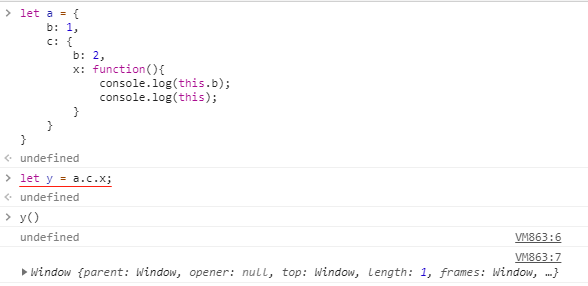 > let a = {
b: 1,
c: {
b: 2,
x: function(){
console.log(this.b);
console.log(this);
}
}
}
undefined
> let y = a.c.x;
undefined
> y()
undefined VM863:6
VM863:7
▶Window {parent: Window, opener: null, top: Window, length: 1, frames: Window, …}